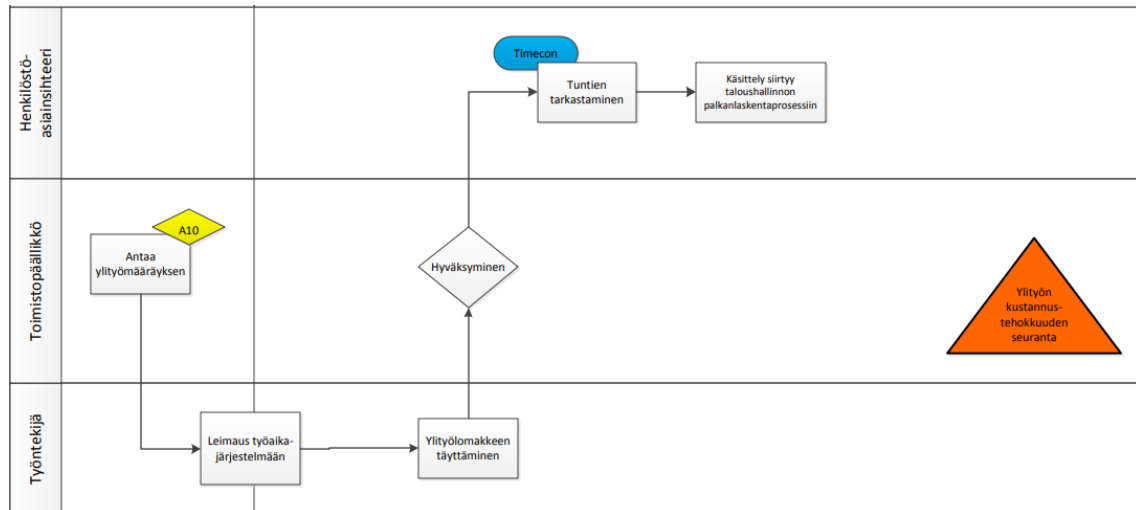 Henkilöstö-
asiainsihteeri
Timecon
Tuntien
tarkastaminen
Käsittely siirtyy
taloushallinnon
palkanlaskentaprosessiin
Toimistopäällikkö
A10
Antaa
ylityömääräyksen
Hyväksyminen
Ylityön
kustannus-
tehokkuuden
seuranta
Työntekijä
Leimaus työaika-
järjestelmään
Ylityölomakkeen
täyttäminen